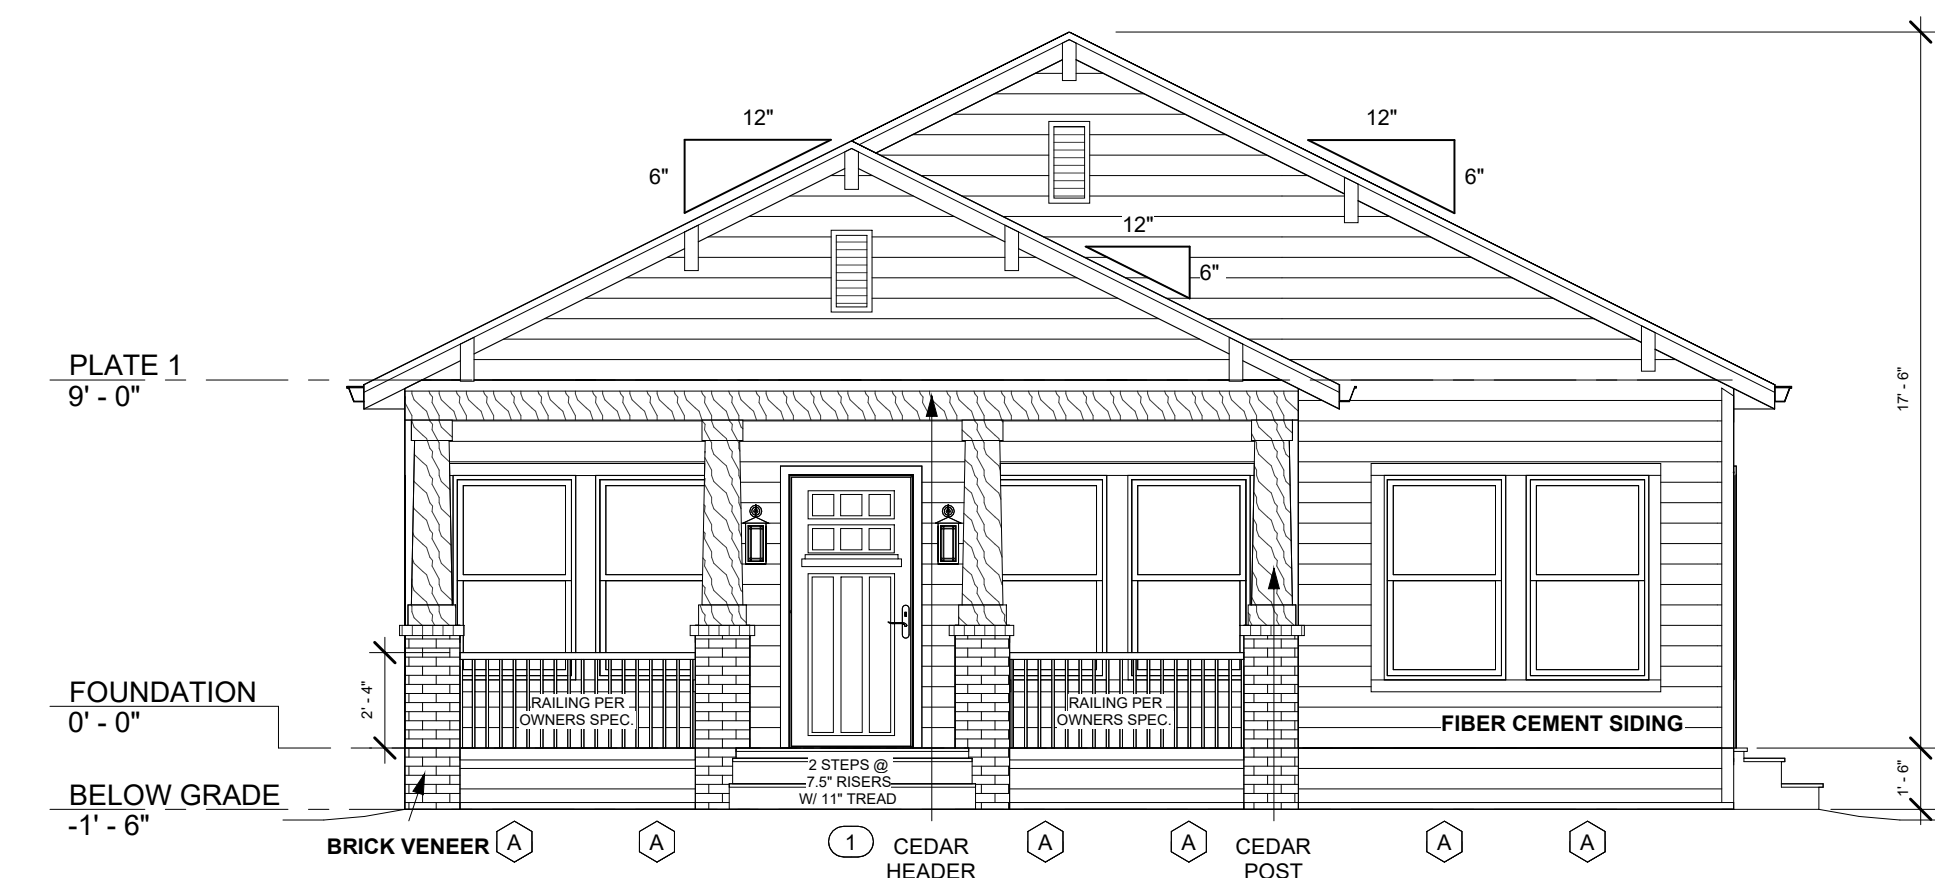 12"
6"
12"
6"
12"
6"
PLATE 1
9' - 0"
17' - 6"
FOUNDATION
0' - 0"
2' - 4"
RAILING PER
OWNERS SPEC.
RAILING PER
OWNERS SPEC.
FIBER CEMENT SIDING
2 STEPS @
7.5" RISERS
W/ 11" TREAD
1' - 6"
BELOW GRADE
-1' - 6"
BRICK VENEER
A
A
1
CEDAR
HEADER
A
A
CEDAR
POST
A
A